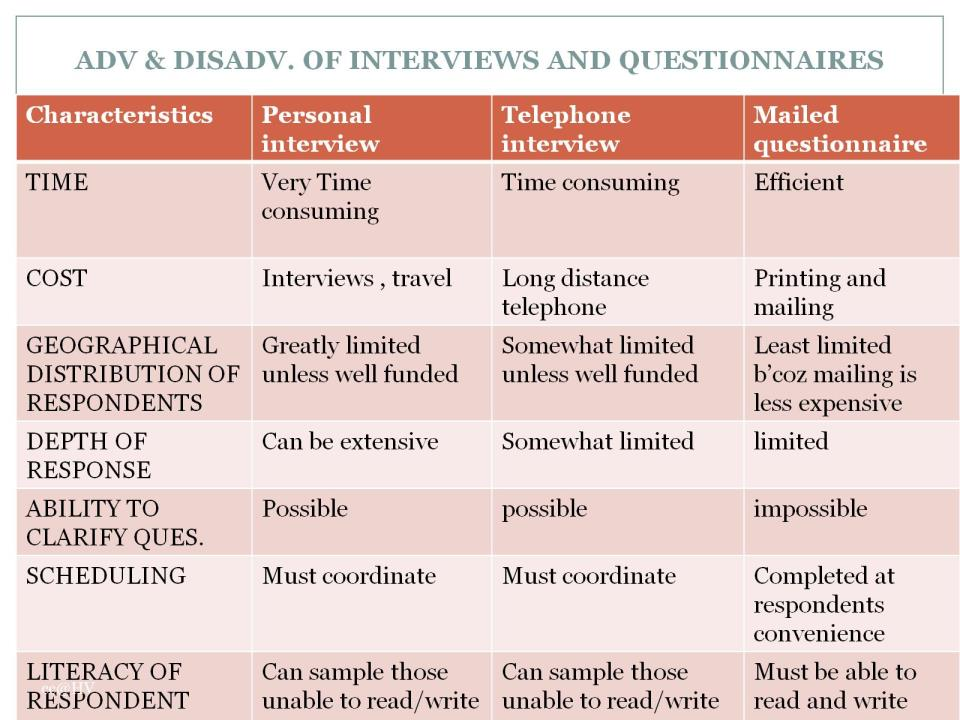 ADV & DISADV. OF INTERVIEWS AND QUESTIONNAIRES
Characteristics
Personal
interview
Telephone
interview
Mailed
questionnaire
TIME
Very Time
consuming
Time consuming
Efficient
COST
Interviews , travel
Long distance
telephone
Printing and
mailing
GEOGRAPHICAL
DISTRIBUTION OF
RESPONDENTS
Greatly limited
unless well funded
Somewhat limited
unless well funded
Least limited
b’coz mailing is
less expensive
DEPTH OF
RESPONSE
Can be extensive
Somewhat limited
limited
ABILITY TO
CLARIFY QUES.
Possible
possible
impossible
SCHEDULING
Must coordinate
Must coordinate
Completed at
respondents
convenience
LITERACY OF
RESPONDENT
Can sample those
unable to read/write
Can sample those
unable to read/write
Must be able to
read and write